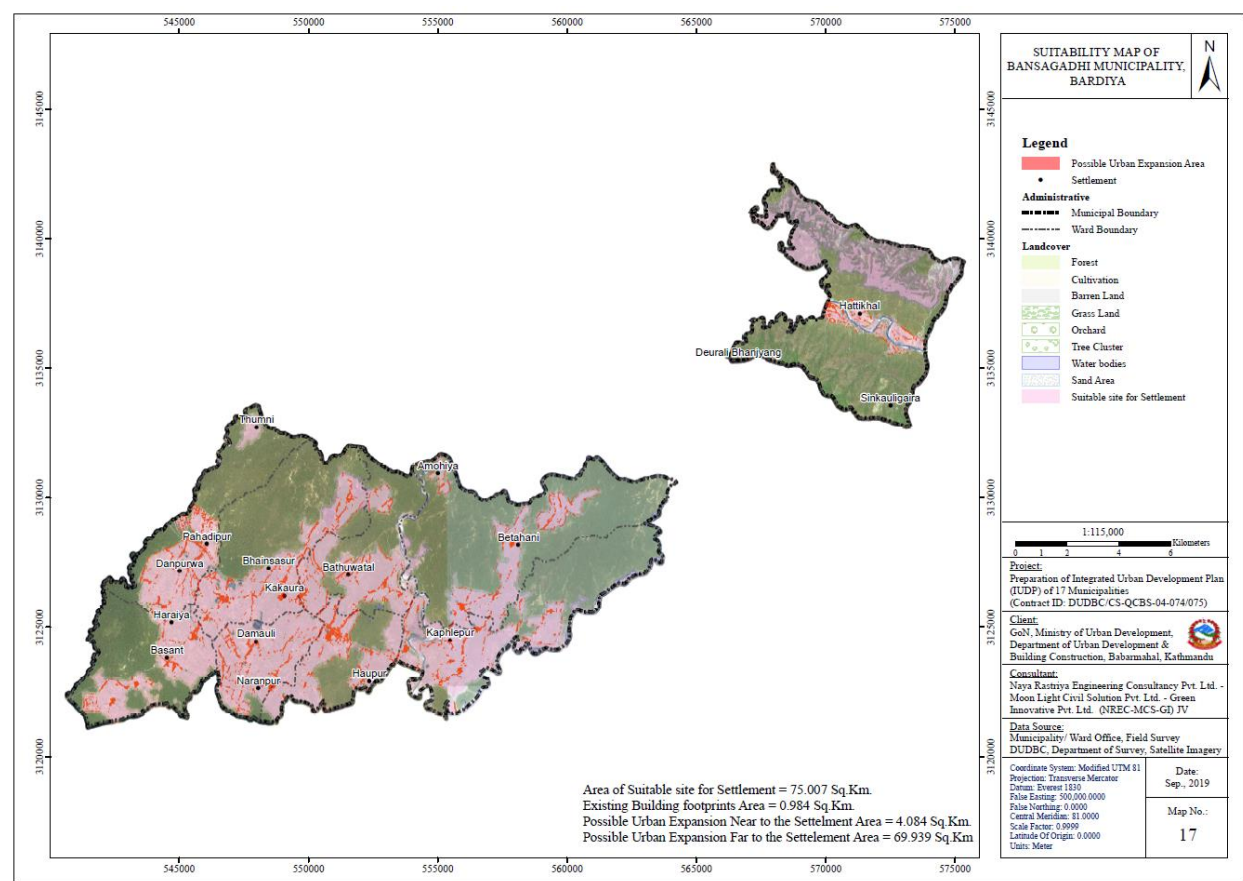 545000 550000 555000 560000 565000 570000 575000
3145000 3145000
3140000 3140000
3135000 3135000
3130000 3130000
3125000 3125000
3120000 3120000
Hattikhal
Deurali Bhanjyang
Sinkauligaira
Thumni
Amohiya
Pahadipur
Betahani
Danpurwa
Bhainsasur
Bathuwatal
Kakaura
Haraiya
Damauli
Kaphlepur
Basant
Haupur
Naranpur
Area of Suitable site for Settlement = 75.007 Sq.Km.
Existing Building footprints Area = 0.984 Sq.Km.
Possible Urban Expansion Near to the Settelment Area = 4.084 Sq.Km.
Possible Urban Expansion Far to the Settelement Area = 69.939 Sq.Km
545000 550000 555000 560000 565000 570000 575000
SUITABILITY MAP OF
BANSAGADHI MUNICIPALITY,
BARDIYA
N
Legend
Possible Urban Expansion Area
Settlement
Administrative
Municipal Boundary
Ward Boundary
Landcover
Forest
Cultivation
Barren Land
Grass Land
Orchard
Tree Cluster
Water bodies
Sand Area
Suitable site for Settlement
1:115,000
Kilometers
0 1 2 4 6
Project:
Preparation of Integrated Urban Development Plan
(IUDP) of 17 Municipalities
(Contract ID: DUDBC/CS-QCBS-04-074/075)
Client:
GoN, Ministry of Urban Development,
Department of Urban Development &
Building Construction, Babarmahal, Kathmandu
Consultant:
Naya Rastriya Engineering Consultancy Pvt. Ltd. -
Moon Light Civil Solution Pvt. Ltd. - Green
Innovative Pvt. Ltd. (NREC-MCS-GI) JV
Data Source:
Municipality/ Ward Office, Field Survey
DUDBC, Department of Survey, Satellite Imagery
Coordinate System: Modified UTM 81
Projection: Transverse Mercator
Datum: Everest 1830
False Easting: 500,000.0000
False Northing: 0.0000
Central Meridian: 81.0000
Scale Factor: 0.9999
Latitude Of Origin: 0.0000
Units: Meter
Date:
Sep., 2019
Map No.:
17